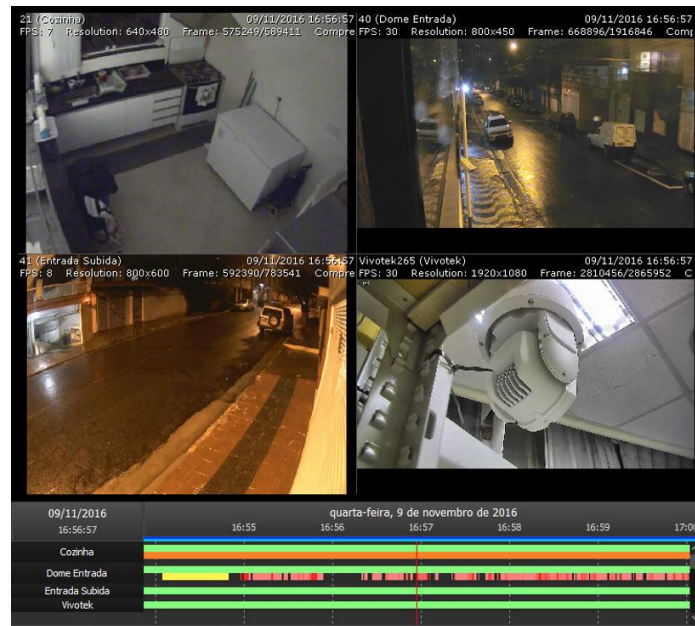 21 (Cozinha) 09/11/2016 16:56:57
FPS: 7 Resolution: 640x480 Frame: 575249/589411 Compre
40 (Dome Entrada) 09/11/2016 16:56:57
FPS: 30 Resolution: 800x450 Frame: 668896/1916846 Comp
41 (Entrada Subida) 09/11/2016 16:56:57
FPS: 8 Resolution: 800x600 Frame: 592390/783541 Compre
Vivotek265 (Vivotek) 09/11/2016 16:56:57
FPS: 30 Resolution: 1920x1080 Frame: 2810456/2865952 C
09/11/2016 quarta-feira, 9 de novembro de 2016
16:56:57 16:55 16:56 16:57 16:58 16:59 17:0
Cozinha
Dome Entrada
Entrada Subida
Vivotek